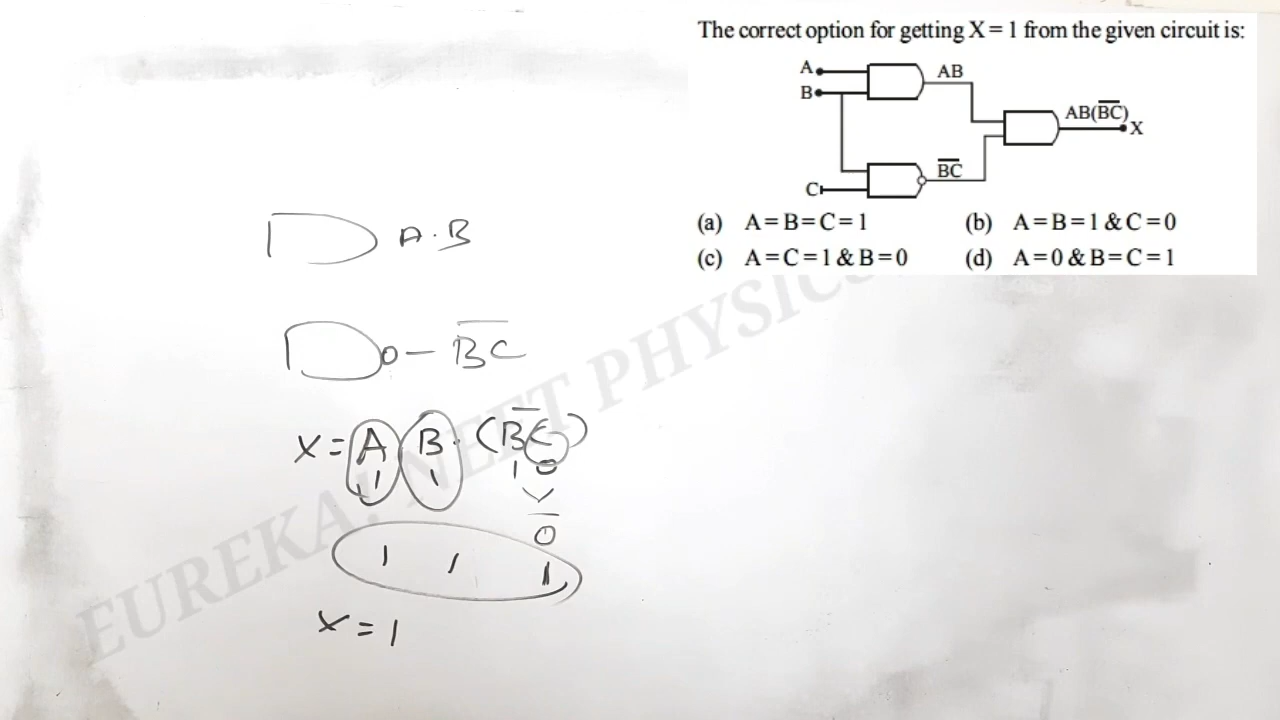 The correct option for getting X = 1 from the given circuit is:
A
B
AB
AB(B̅C̅)
X
B̅C̅
C
(a) A = B = C = 1 (b) A = B = 1 & C = 0
(c) A = C = 1 & B = 0 (d) A = 0 & B = C = 1
A·B
B̅C̅
X = A B · (B̅C̅)
1 1 1 0
0̅
1 1 1
X = 1
EUREKA! NEET PHYSICS